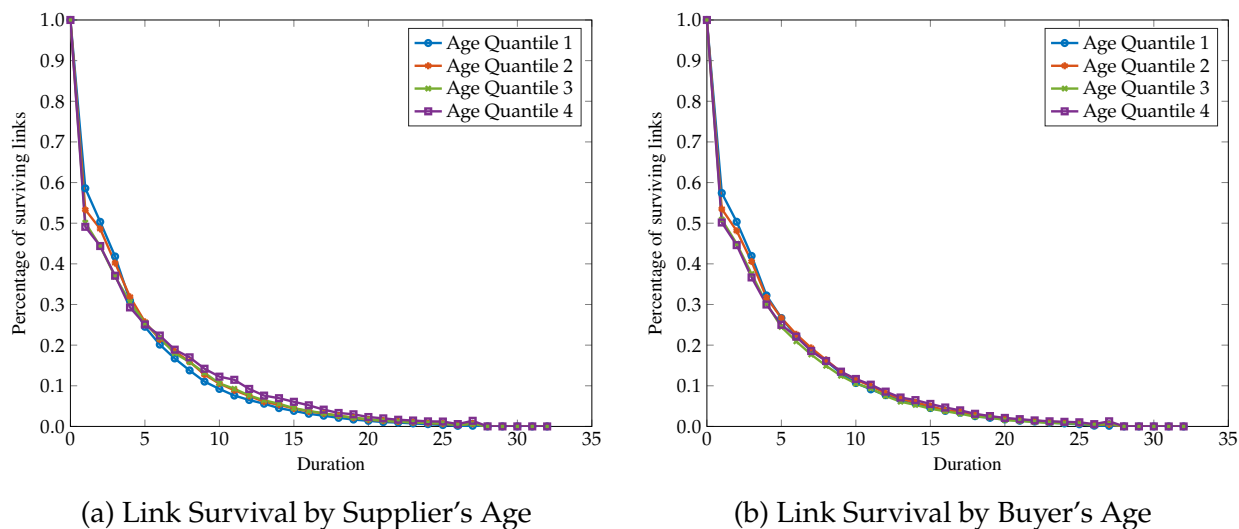 1.0
0.9
0.8
0.7
0.6
0.5
0.4
0.3
0.2
0.1
0
Percentage of surviving links
0 5 10 15 20 25 30 35
Duration
Age Quantile 1
Age Quantile 2
Age Quantile 3
Age Quantile 4
(a) Link Survival by Supplier's Age
1.0
0.9
0.8
0.7
0.6
0.5
0.4
0.3
0.2
0.1
0
Percentage of surviving links
0 5 10 15 20 25 30 35
Duration
Age Quantile 1
Age Quantile 2
Age Quantile 3
Age Quantile 4
(b) Link Survival by Buyer's Age